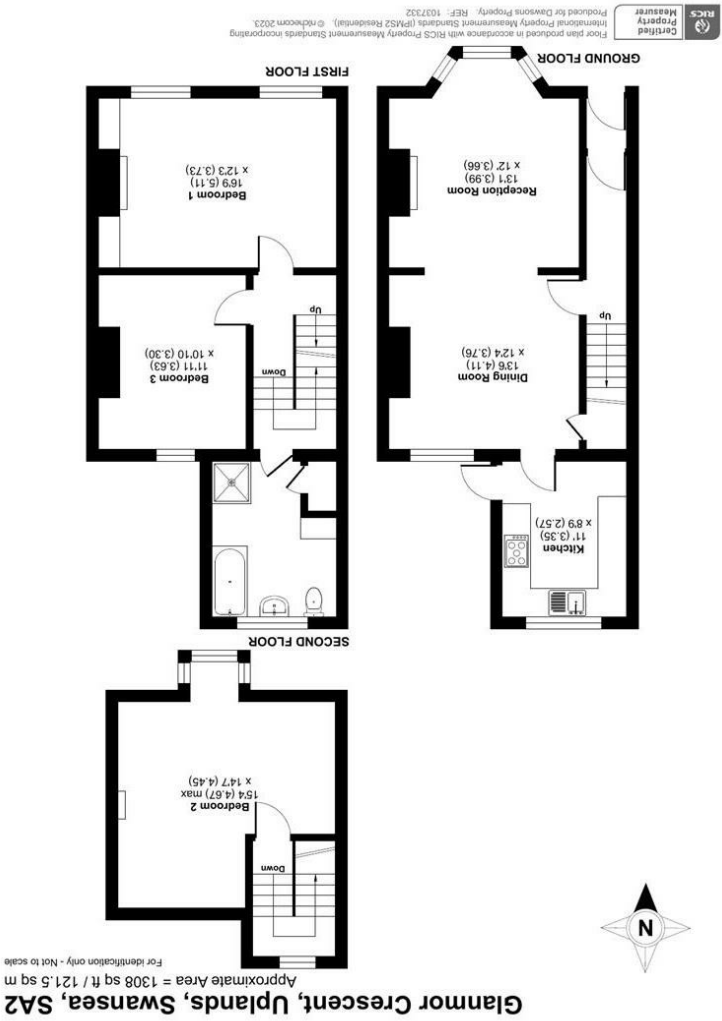 Glanmor Crescent, Uplands, Swansea, SA2
Approximate Area = 1308 sq ft / 121.5 sq m
For identification only - Not to scale
N
Down
Bedroom 2
15'4 (4.67) max
x 14'7 (4.45)
SECOND FLOOR
Kitchen
11' (3.35)
x 8'9 (2.57)
Dining Room
13'6 (4.11)
x 12'4 (3.76)
Up
Reception Room
13'1 (3.99)
x 12' (3.66)
GROUND FLOOR
Down
Bedroom 3
11'11 (3.63)
x 10'10 (3.30)
Up
Bedroom 1
16'9 (5.11)
x 12'3 (3.73)
FIRST FLOOR
RICS
Certified
Property
Measurer
Floor plan produced in accordance with RICS Property Measurement Standards incorporating
International Property Measurement Standards (IPMS2 Residential). © nichecom 2023.
Produced for Dawsons Property. REF: 1037332